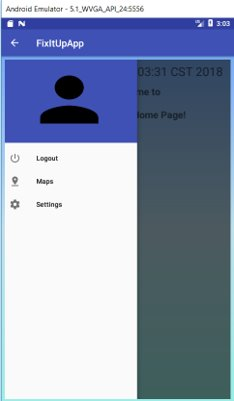 Android Emulator - 5.1_WVGA_API_24:5556
3:03
FixItUpApp
03:31 CST 2018
me to
Home Page!
Logout
Maps
Settings